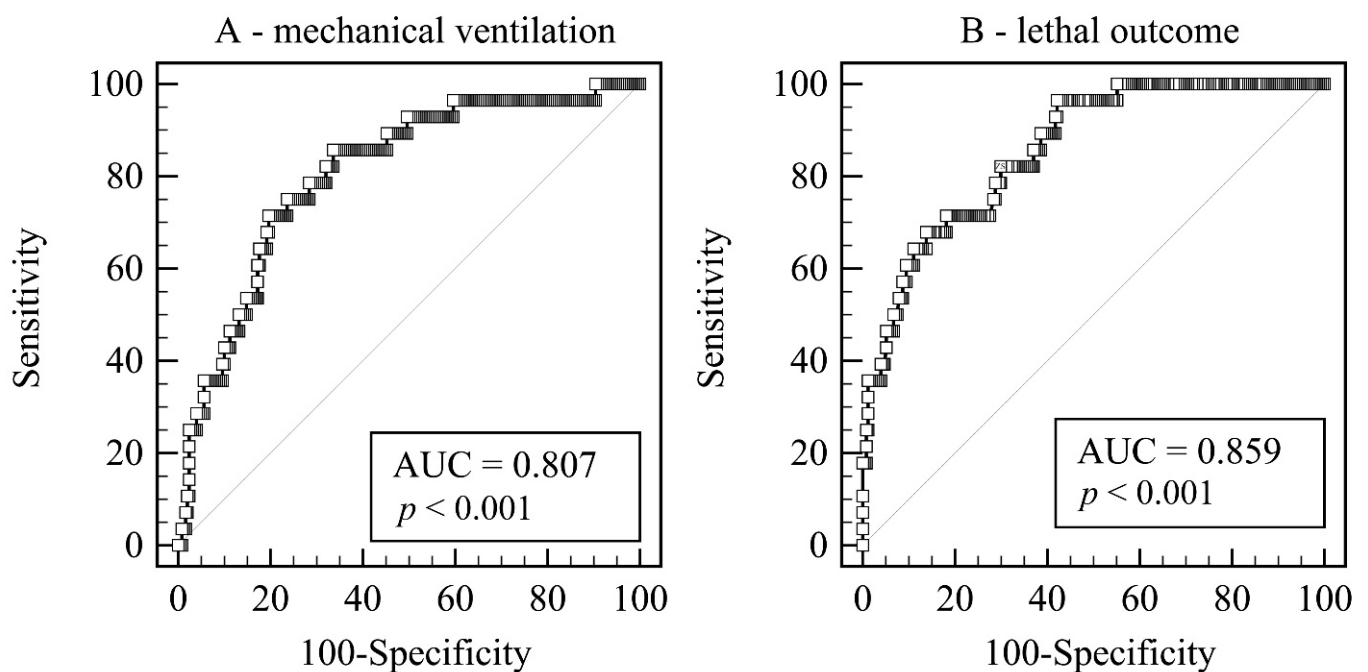 A - mechanical ventilation
100
80
60
40
20
0
Sensitivity
0 20 40 60 80 100
100-Specificity
AUC = 0.807
p < 0.001
B - lethal outcome
100
80
60
40
20
0
Sensitivity
0 20 40 60 80 100
100-Specificity
AUC = 0.859
p < 0.001